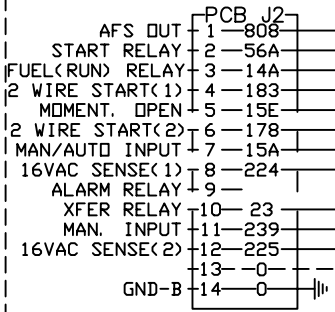 PCB J2
AFS OUT 1 808
START RELAY 2 56A
FUEL(RUN) RELAY 3 14A
2 WIRE START(1) 4 183
MOMENT. OPEN 5 15E
2 WIRE START(2) 6 178
MAN/AUTO INPUT 7 15A
16VAC SENSE(1) 8 224
ALARM RELAY 9
XFER RELAY 10 23
MAN. INPUT 11 239
16VAC SENSE(2) 12 225
13 0
GND-B 14 0